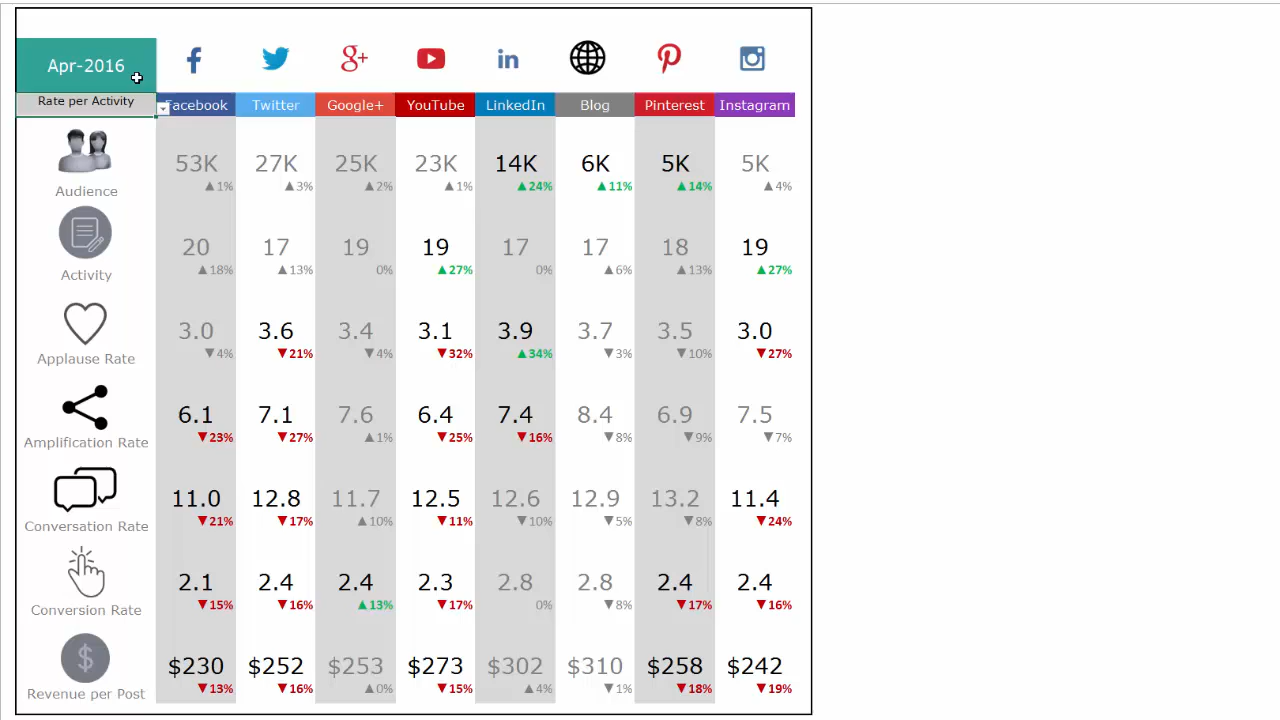 Apr-2016
Rate per Activity
Facebook Twitter Google+ YouTube LinkedIn Blog Pinterest Instagram
53K 27K 25K 23K 14K 6K 5K 5K
▲1% ▲3% ▲2% ▲1% ▲24% ▲11% ▲14% ▲4%
Audience
20 17 19 19 17 17 18 19
▲18% ▲13% 0% ▲27% 0% ▲6% ▲13% ▲27%
Activity
3.0 3.6 3.4 3.1 3.9 3.7 3.5 3.0
▼4% ▼21% ▼4% ▼32% ▲34% ▼3% ▼10% ▼27%
Applause Rate
6.1 7.1 7.6 6.4 7.4 8.4 6.9 7.5
▼23% ▼27% ▲1% ▼25% ▼16% ▼8% ▼9% ▼7%
Amplification Rate
11.0 12.8 11.7 12.5 12.6 12.9 13.2 11.4
▼21% ▼17% ▲10% ▼11% ▼10% ▼5% ▼8% ▼24%
Conversation Rate
2.1 2.4 2.4 2.3 2.8 2.8 2.4 2.4
▼15% ▼16% ▲13% ▼17% 0% ▼8% ▼17% ▼16%
Conversion Rate
$230 $252 $253 $273 $302 $310 $258 $242
▼13% ▼16% ▲0% ▼15% ▲4% ▼1% ▼18% ▼19%
Revenue per Post